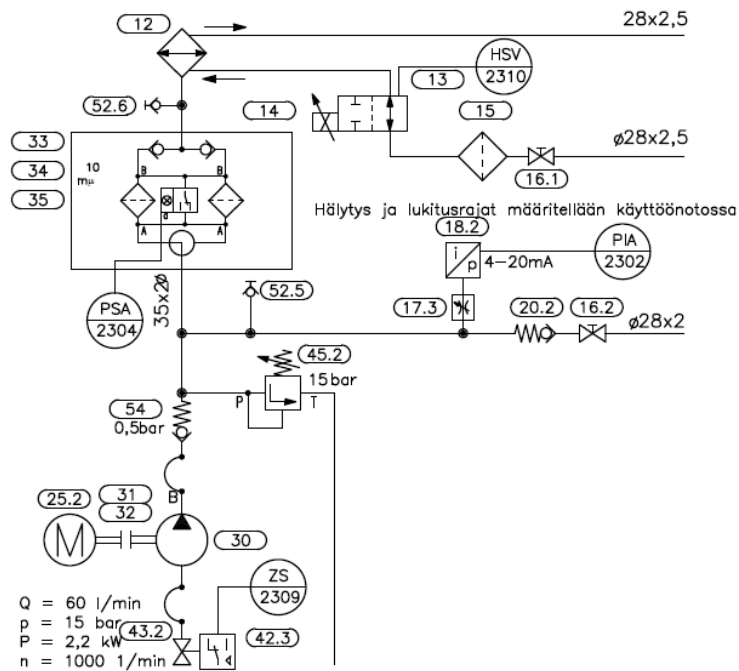 12
28x2,5
HSV
2310
13
52.6
14
15
ø28x2,5
33
34
35
10
mµ
B
B
16.1
Hälytys ja lukitusrajat määritellään käyttöönotossa
A
A
18.2
i
p
4-20mA
PIA
2302
35x20
52.5
PSA
2304
17.3
20.2
16.2
ø28x2
45.2
15bar
54
0,5bar
P
T
B
25.2
31
32
M
30
ZS
2309
Q = 60 l/min
p = 15 bar
P = 2,2 kW
n = 1000 1/min
43.2
42.3